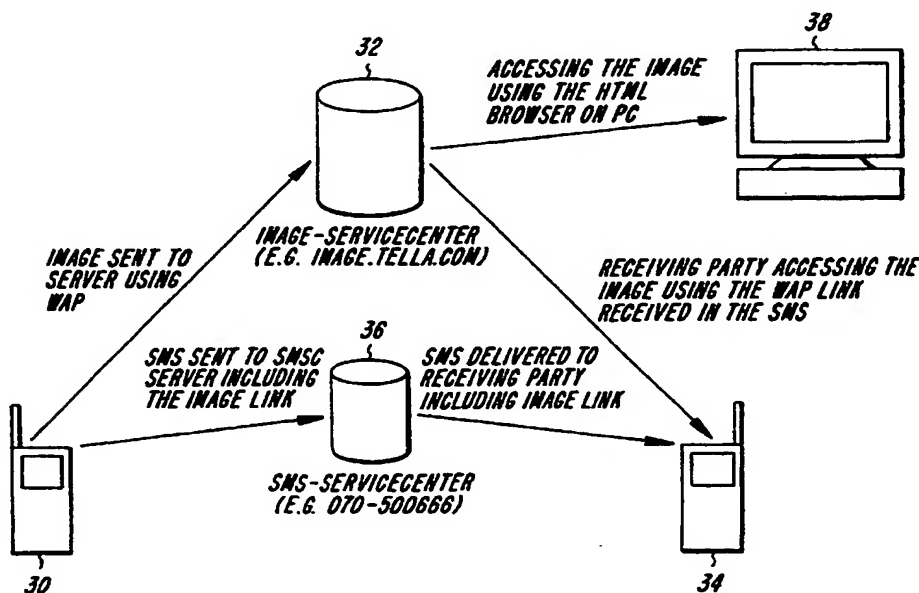 32
38
ACCESSING THE IMAGE
USING THE HTML
BROWSER ON PC
IMAGE-SERVICECENTER
(E.G. IMAGE.TELLA.COM)
IMAGE SENT TO
SERVER USING
WAP
RECEIVING PARTY ACCESSING THE
IMAGE USING THE WAP LINK
RECEIVED IN THE SMS
36
SMS SENT TO SMSC
SERVER INCLUDING
THE IMAGE LINK
SMS DELIVERED TO
RECEIVING PARTY
INCLUDING IMAGE LINK
SMS-SERVICECENTER
(E.G. 070-500666)
30
34